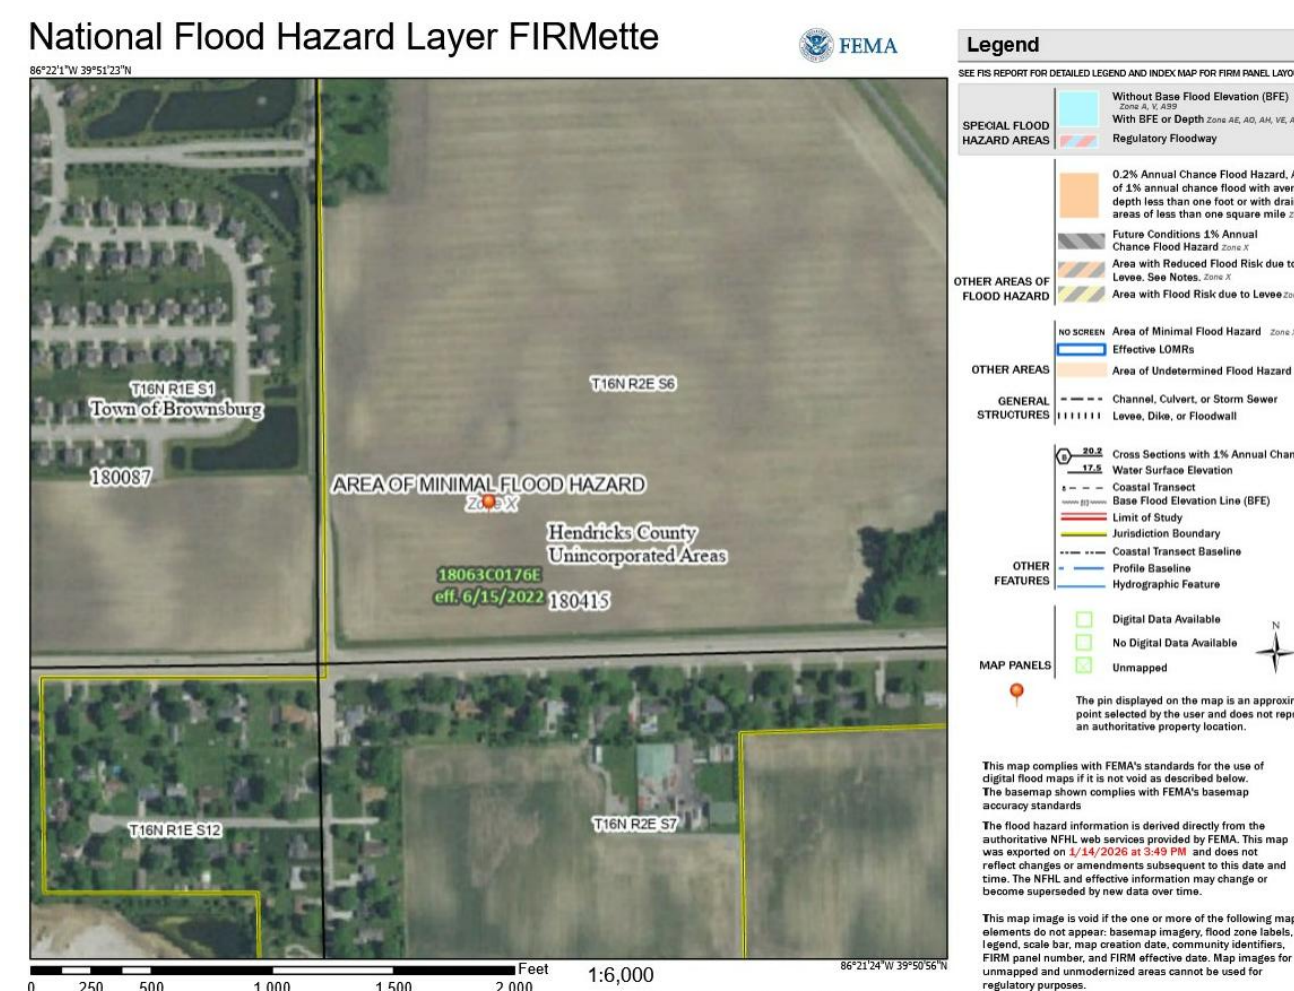 National Flood Hazard Layer FIRMette
FEMA
86°22'1"W 39°51'23"N
T16N R1E S1
Town of Brownsburg
180087
T16N R2E S6
AREA OF MINIMAL FLOOD HAZARD
Zone X
Hendricks County
Unincorporated Areas
18063C0176E
eff. 6/15/2022
180415
T16N R1E S12
T16N R2E S7
86°21'24"W 39°50'56"N
Feet
1:6,000
0 250 500 1,000 1,500 2,000
Legend
SEE FIS REPORT FOR DETAILED LEGEND AND INDEX MAP FOR FIRM PANEL
SPECIAL FLOOD
HAZARD AREAS
Without Base Flood Elevation (BFE)
Zone A, V, A99
With BFE or Depth Zone AE, AO, AH, VE,
Regulatory Floodway
OTHER AREAS OF
FLOOD HAZARD
0.2% Annual Chance Flood Hazard,
of 1% annual chance flood with
depth less than one foot or with
areas of less than one square mile
Future Conditions 1% Annual
Chance Flood Hazard Zone X
Area with Reduced Flood Risk due to
Levee. See Notes. Zone X
Area with Flood Risk due to Levee
OTHER AREAS
NO SCREEN Area of Minimal Flood Hazard Zone
Effective LOMRs
Area of Undetermined Flood Hazard
GENERAL
STRUCTURES
Channel, Culvert, or Storm Sewer
Levee, Dike, or Floodwall
OTHER
FEATURES
20.2 Cross Sections with 1% Annual
17.5 Water Surface Elevation
Coastal Transect
Base Flood Elevation Line (BFE)
Limit of Study
Jurisdiction Boundary
Coastal Transect Baseline
Profile Baseline
Hydrographic Feature
MAP PANELS
Digital Data Available
No Digital Data Available
Unmapped
N
The pin displayed on the map is an
point selected by the user and does not
an authoritative property location.
This map complies with FEMA's standards for the use of
digital flood maps if it is not void as described below.
The basemap shown complies with FEMA's basemap
accuracy standards
The flood hazard information is derived directly from the
authoritative NFHL web services provided by FEMA. This map
was exported on 1/14/2026 at 3:49 PM and does not
reflect changes or amendments subsequent to this date and
time. The NFHL and effective information may change or
become superseded by new data over time.
This map image is void if the one or more of the following map
elements do not appear: basemap imagery, flood zone labels,
legend, scale bar, map creation date, community identifiers,
FIRM panel number, and FIRM effective date. Map images for
unmapped and unmodernized areas cannot be used for
regulatory purposes.